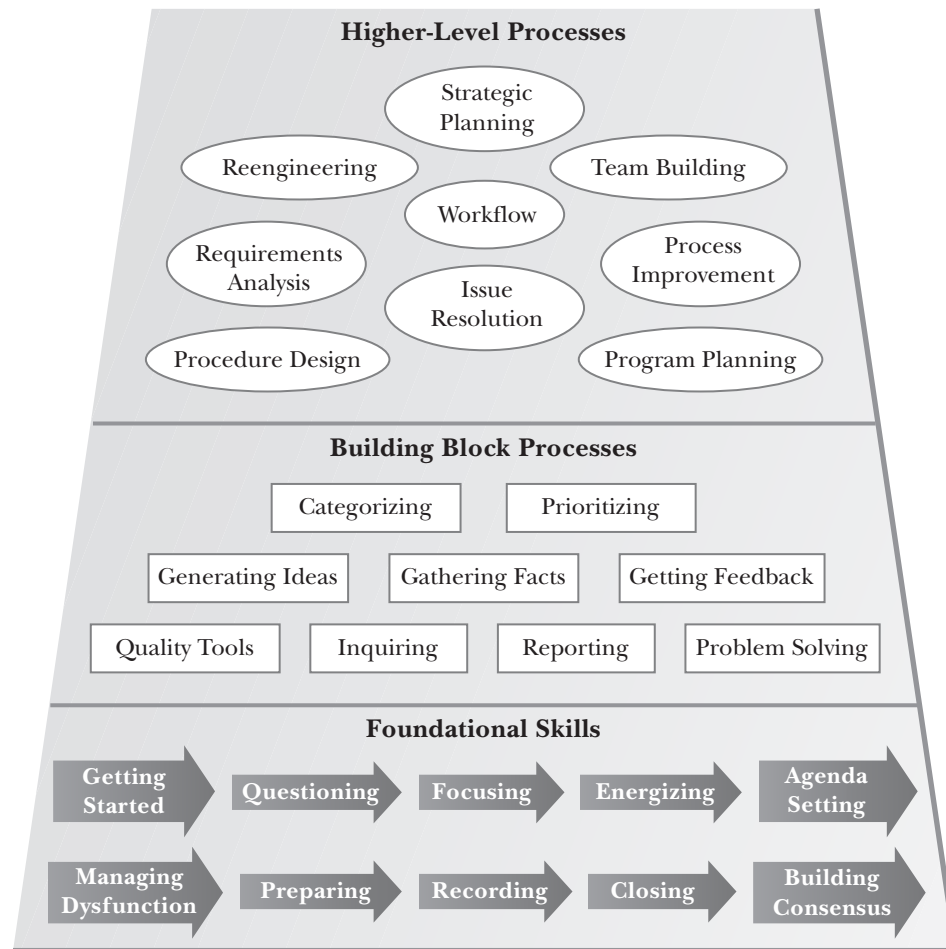 Higher-Level Processes
Strategic
Planning
Reengineering
Team Building
Workflow
Requirements
Analysis
Process
Improvement
Issue
Resolution
Procedure Design
Program Planning
Building Block Processes
Categorizing
Prioritizing
Generating Ideas
Gathering Facts
Getting Feedback
Quality Tools
Inquiring
Reporting
Problem Solving
Foundational Skills
Getting
Started
Questioning
Focusing
Energizing
Agenda
Setting
Managing
Dysfunction
Preparing
Recording
Closing
Building
Consensus